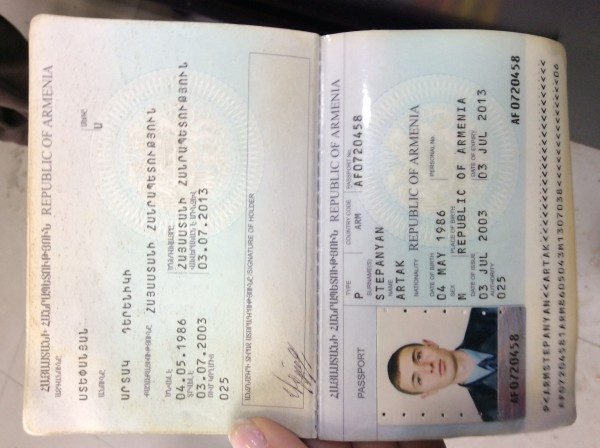 ՀԱՅԱՍՏԱՆԻ ՀԱՆՐԱՊԵՏՈՒԹՅՈՒՆ REPUBLIC OF ARMENIA
ԱԶԳԱՆՈՒՆԸ
ՍՏԵՓԱՆՅԱՆ
ԱՆՈՒՆԸ
ԱՐՏԱԿ ԴԵՐԵՆԻԿԻ
ՀԱՅԱՍՏԱՆԻ ՀԱՆՐԱՊԵՏՈՒԹՅՈՒՆ
04.05.1986 ՀԱՅԱՍՏԱՆԻ ՀԱՆՐԱՊԵՏՈՒԹՅՈՒՆ
03.07.2003 03.07.2013
025
SIGNATURE OF HOLDER
ՀԱՅԱՍՏԱՆԻ ՀԱՆՐԱՊԵՏՈՒԹՅՈՒՆ REPUBLIC OF ARMENIA
PASSPORT TYPE COUNTRY CODE PASSPORT No.
P ARM AF0720458
SURNAME(S)
STEPANYAN
NAME
ARTAK
NATIONALITY REPUBLIC OF ARMENIA
DATE OF BIRTH PERSONAL No.
04 MAY 1986
SEX PLACE OF BIRTH
M REPUBLIC OF ARMENIA
DATE OF ISSUE DATE OF EXPIRY
03 JUL 2003 03 JUL 2013
AUTHORITY
025
AF0720458 AF0720458
P<ARMSTEPANYAN<<ARTAK<<<<<<<<<<<<<<<<<<<<<<<
AF07204581ARM8605043M1307038<<<<<<<<<<<<<<06